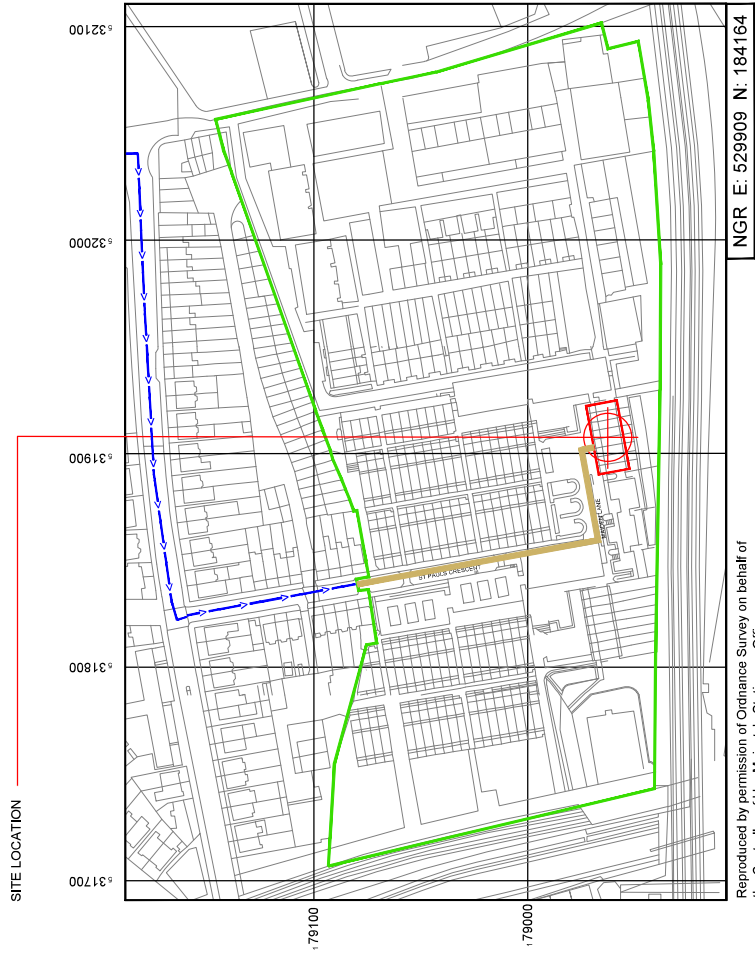 SITE LOCATION
532100
532000
531900
531800
531700
179100
179000
ST PAULS CRESCENT
NGR E: 529909 N: 184164
Reproduced by permission of Ordnance Survey on behalf of